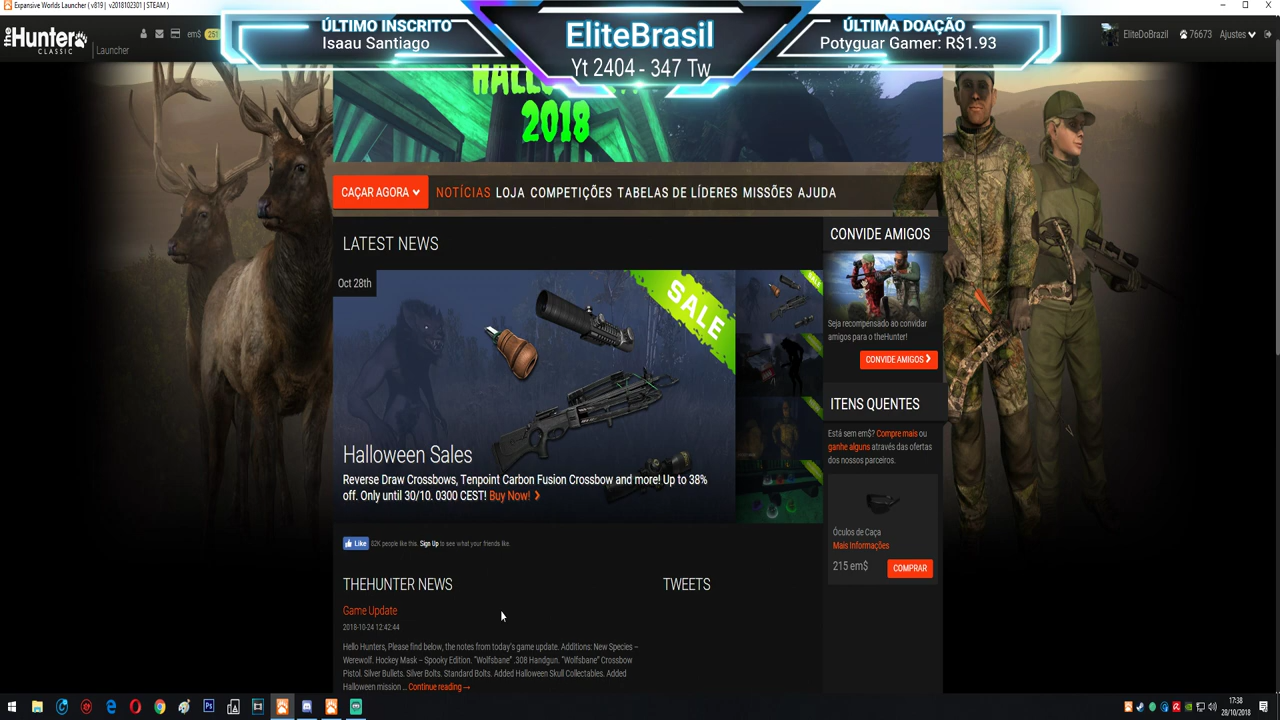 Expansive Worlds Launcher ( v819 | v2018102301 | STEAM )
theHunter
CLASSIC
Launcher
em$ 251
ÚLTIMO INSCRITO
Isaau Santiago
EliteBrasil
Yt 2404 - 347 Tw
ÚLTIMA DOAÇÃO
Potyguar Gamer: R$1.93
EliteDoBrazil
76673
Ajustes
2018
CAÇAR AGORA
NOTÍCIAS LOJA COMPETIÇÕES TABELAS DE LÍDERES MISSÕES AJUDA
LATEST NEWS
Oct 28th
SALE
Halloween Sales
Reverse Draw Crossbows, Tenpoint Carbon Fusion Crossbow and more! Up to 38%
off. Only until 30/10. 0300 CEST! Buy Now!
Like 82K people like this. Sign Up to see what your friends like.
THEHUNTER NEWS
Game Update
2018-10-24 12:42:44
Hello Hunters, Please find below, the notes from today's game update. Additions: New Species –
Werewolf. Hockey Mask – Spooky Edition. "Wolfsbane" .308 Handgun. "Wolfsbane" Crossbow
Pistol. Silver Bullets. Silver Bolts. Standard Bolts. Added Halloween Skull Collectables. Added
Halloween mission ... Continue reading →
TWEETS
CONVIDE AMIGOS
Seja recompensado ao convidar
amigos para o theHunter!
CONVIDE AMIGOS
ITENS QUENTES
Está sem em$? Compre mais ou
ganhe alguns através das ofertas
dos nossos parceiros.
Óculos de Caça
Mais Informações
215 em$
COMPRAR
17:38
28/10/2018